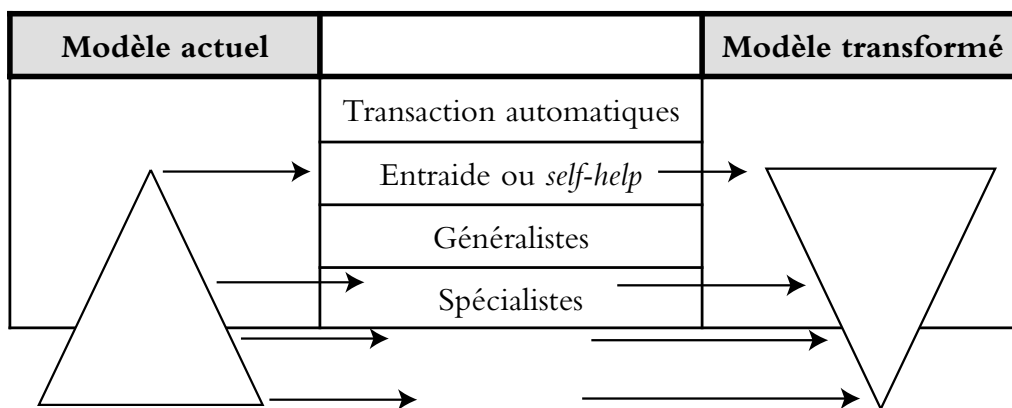 Modèle actuel
Modèle transformé
Transaction automatiques
Entraide ou self-help
Généralistes
Spécialistes